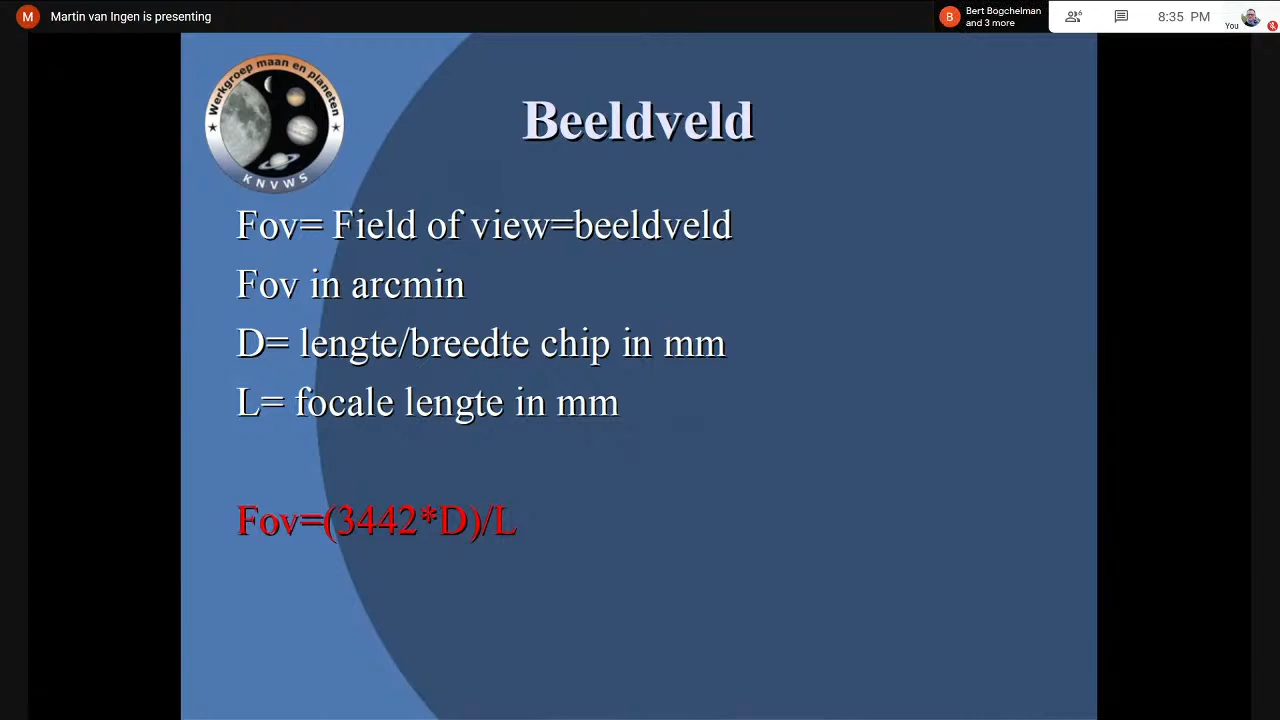 M Martin van Ingen is presenting
B Bert Bogchelman
and 3 more
6
8:35 PM
You
Werkgroep maan en planeten
KNVWS
Beeldveld
Fov= Field of view=beeldveld
Fov in arcmin
D= lengte/breedte chip in mm
L= focale lengte in mm
Fov=(3442*D)/L